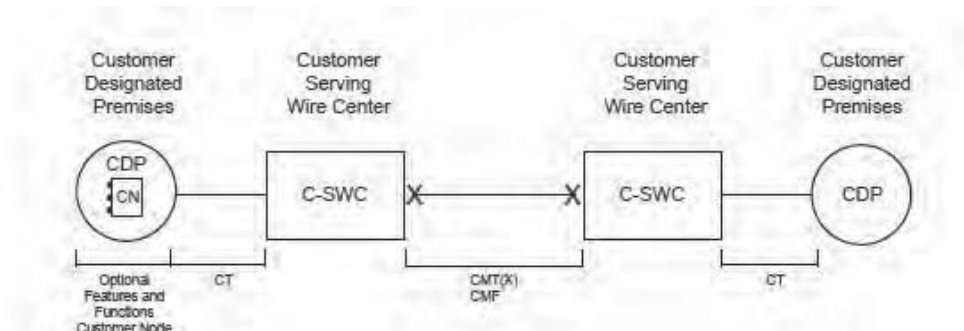 Customer
Designated
Premises
Customer
Serving
Wire Center
Customer
Serving
Wire Center
Customer
Designated
Premises
CDP
CN
C-SWC
X
X
C-SWC
CDP
Optional
Features and
Functions
Customer Node
CT
CMT(X)
CMF
CT